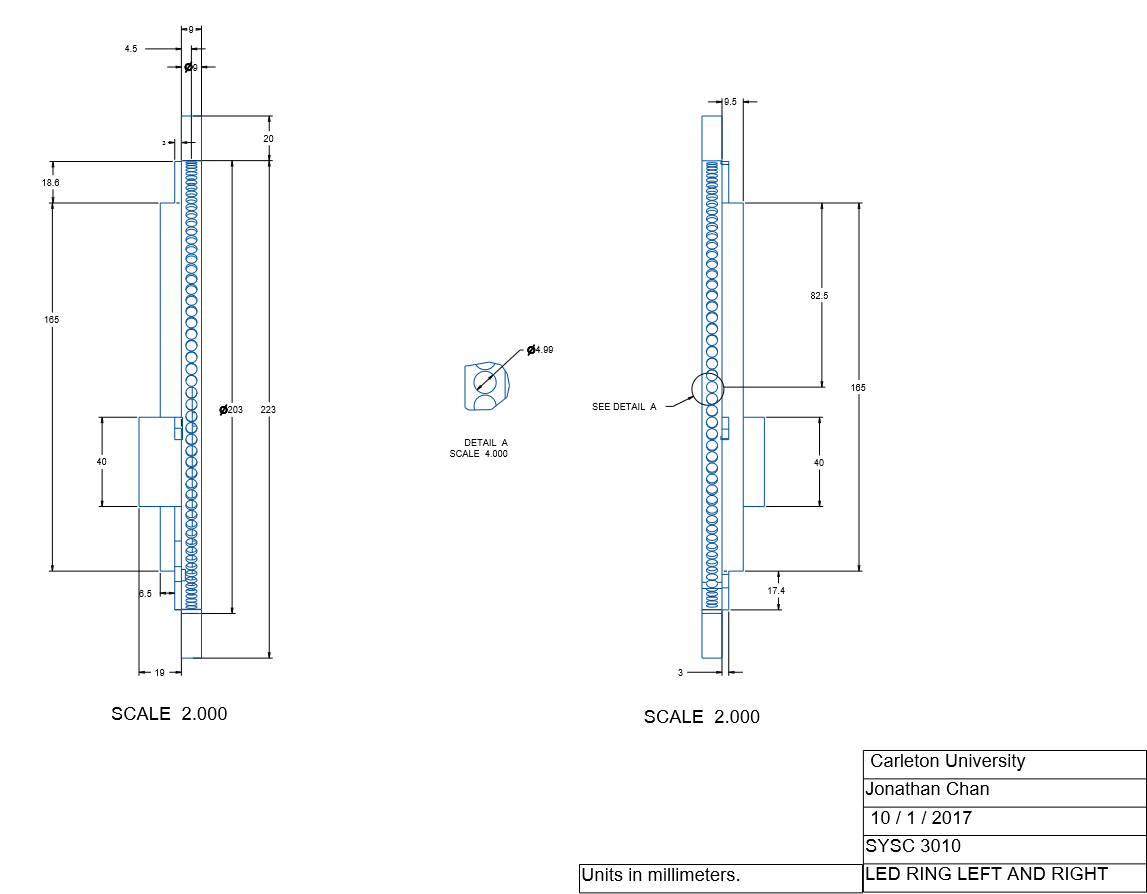 9
4.5
Ø9
20
3
18.6
165
Ø203
223
40
6.5
19
SCALE 2.000
Ø4.99
DETAIL A
SCALE 4.000
9.5
82.5
165
SEE DETAIL A
40
17.4
3
SCALE 2.000
Carleton University
Jonathan Chan
10 / 1 / 2017
SYSC 3010
Units in millimeters.
LED RING LEFT AND RIGHT